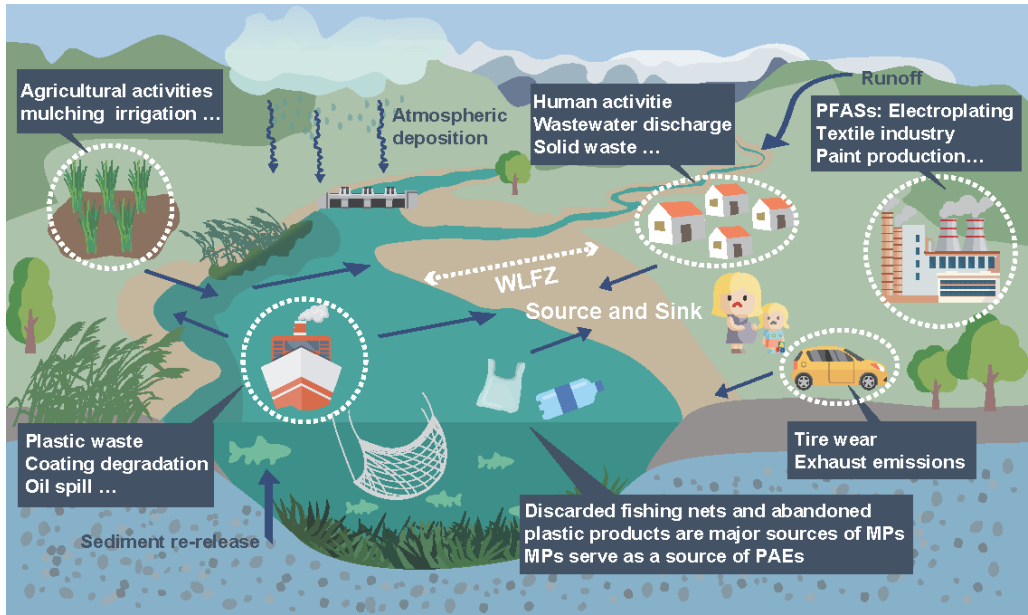 Agricultural activities
mulching irrigation ...
Atmospheric
deposition
Human activitie
Wastewater discharge
Solid waste ...
Runoff
PFASs: Electroplating
Textile industry
Paint production...
WLFZ
Source and Sink
Plastic waste
Coating degradation
Oil spill ...
Tire wear
Exhaust emissions
Sediment re-release
Discarded fishing nets and abandoned
plastic products are major sources of MPs
MPs serve as a source of PAEs